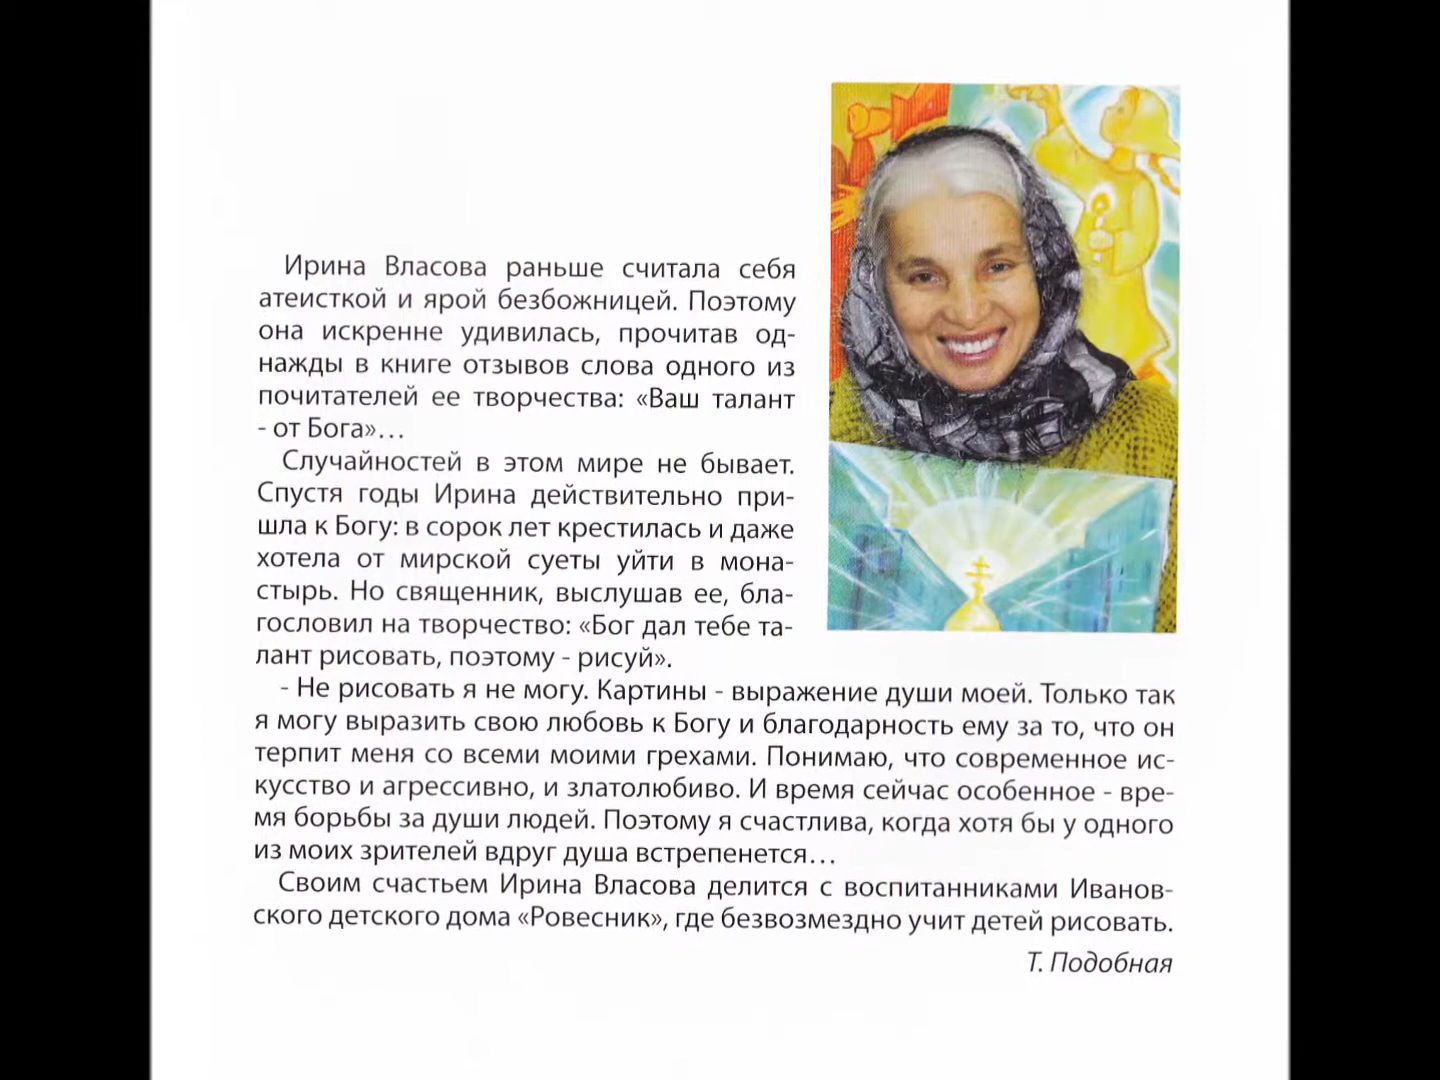 Ирина Власова раньше считала себя
атеисткой и ярой безбожницей. Поэтому
она искренне удивилась, прочитав од-
нажды в книге отзывов слова одного из
почитателей ее творчества: «Ваш талант
- от Бога»…
Случайностей в этом мире не бывает.
Спустя годы Ирина действительно при-
шла к Богу: в сорок лет крестилась и даже
хотела от мирской суеты уйти в мона-
стырь. Но священник, выслушав ее, бла-
гословил на творчество: «Бог дал тебе та-
лант рисовать, поэтому - рисуй».
- Не рисовать я не могу. Картины - выражение души моей. Только так
я могу выразить свою любовь к Богу и благодарность ему за то, что он
терпит меня со всеми моими грехами. Понимаю, что современное ис-
кусство и агрессивно, и златолюбиво. И время сейчас особенное - вре-
мя борьбы за души людей. Поэтому я счастлива, когда хотя бы у одного
из моих зрителей вдруг душа встрепенется…
Своим счастьем Ирина Власова делится с воспитанниками Иванов-
ского детского дома «Ровесник», где безвозмездно учит детей рисовать.
Т. Подобная